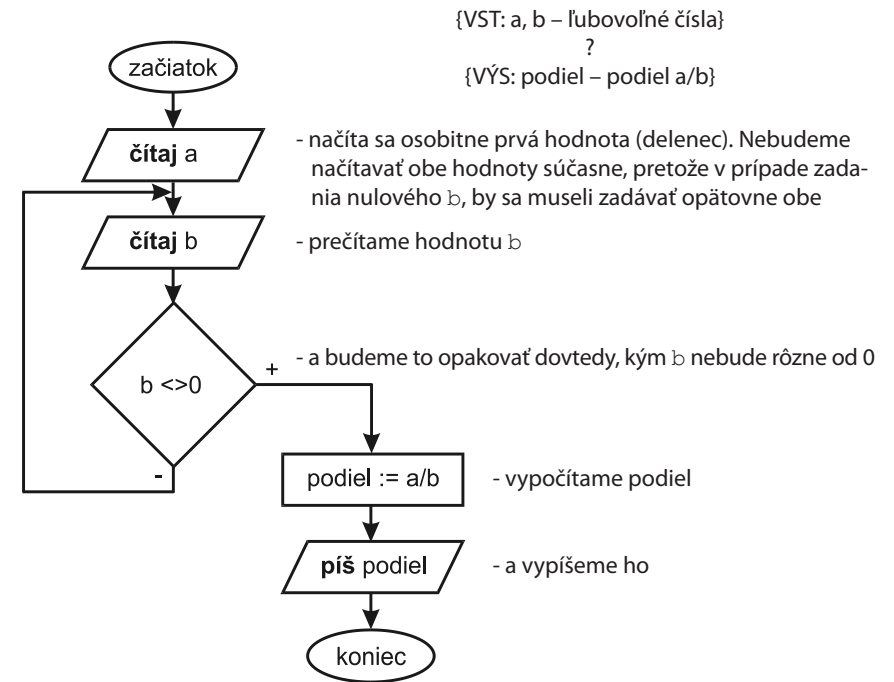 {VST: a, b – ľubovoľné čísla}
?
{VÝS: podiel – podiel a/b}
začiatok
čítaj a
- načíta sa osobitne prvá hodnota (delenec). Nebudeme
načítavať obe hodnoty súčasne, pretože v prípade zada-
nia nulového b, by sa museli zadávať opätovne obe
čítaj b
- prečítame hodnotu b
b <>0
+
-
- a budeme to opakovať dovtedy, kým b nebude rôzne od 0
podiel := a/b
- vypočítame podiel
píš podiel
- a vypíšeme ho
koniec